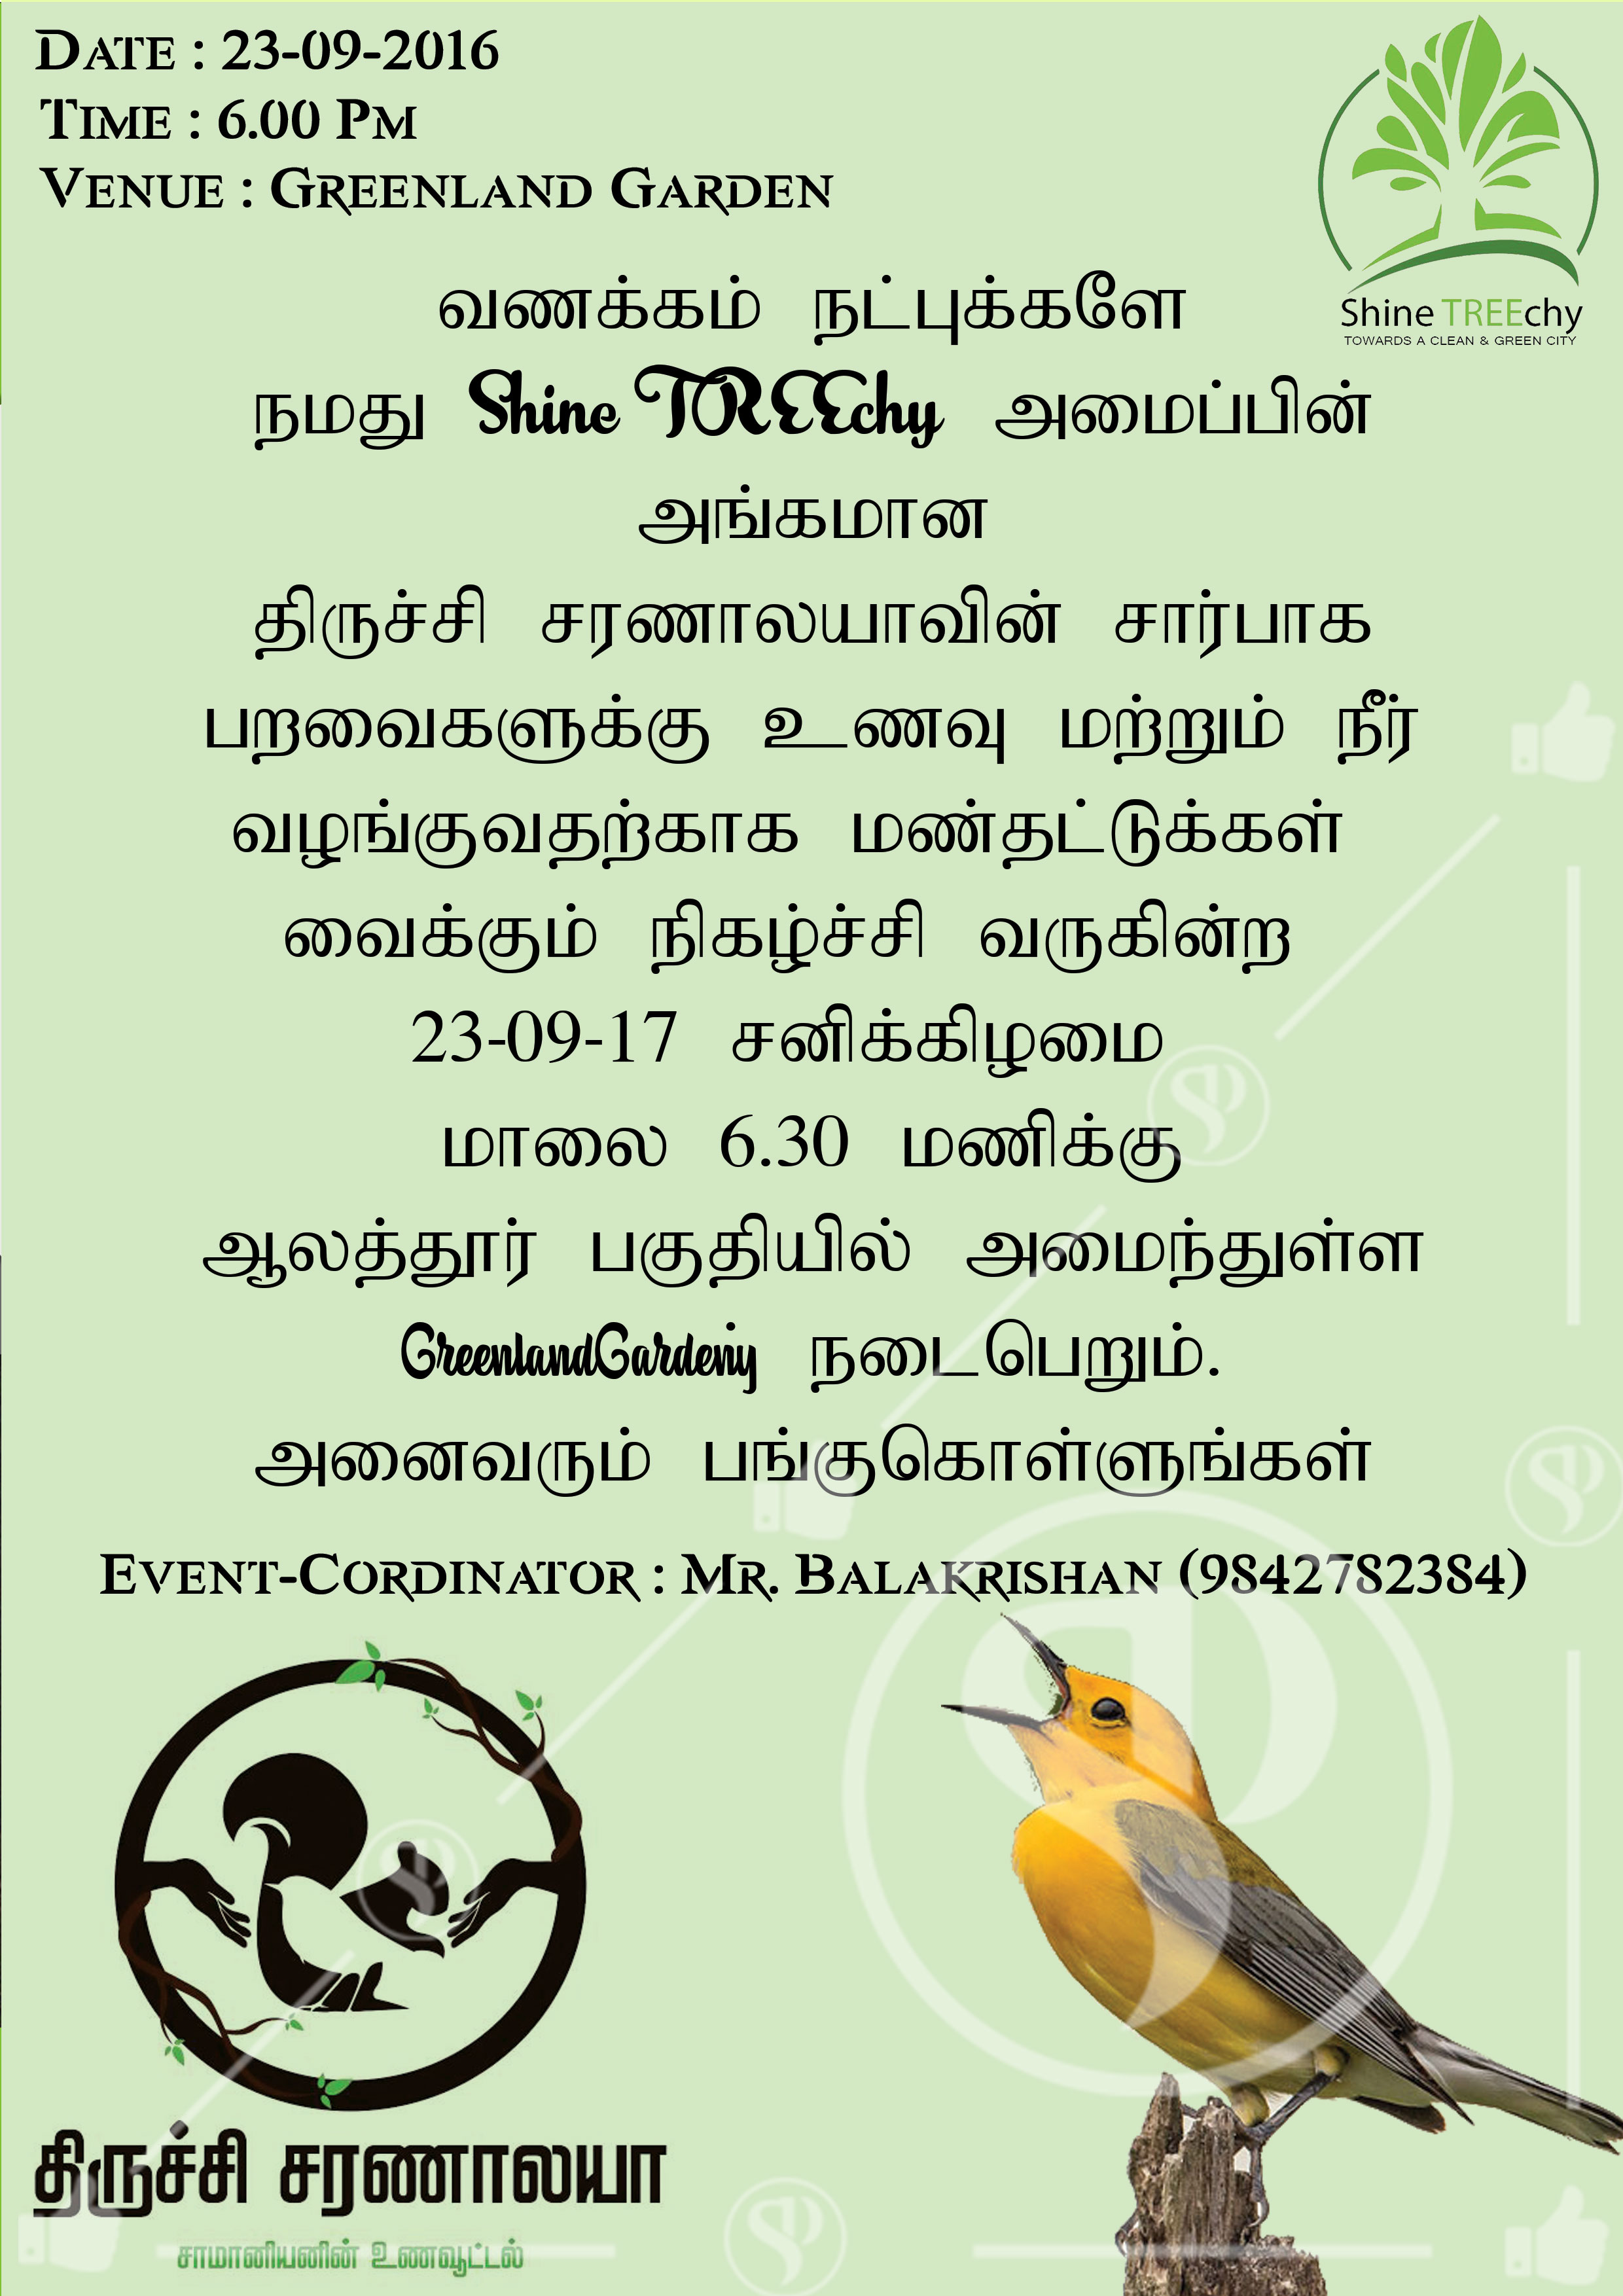 DATE : 23-09-2016
TIME : 6.00 PM
VENUE : GREENLAND GARDEN
Shine TREEchy
TOWARDS A CLEAN & GREEN CITY
வணக்கம் நட்புக்களே
நமது Shine TREEchy அமைப்பின்
அங்கமான
திருச்சி சரணாலயாவின் சார்பாக
பறவைகளுக்கு உணவு மற்றும் நீர்
வழங்குவதற்காக மண்தட்டுக்கள்
வைக்கும் நிகழ்ச்சி வருகின்ற
23-09-17 சனிக்கிழமை
மாலை 6.30 மணிக்கு
ஆலத்தூர் பகுதியில் அமைந்துள்ள
நடைபெறும்.
அனைவரும் பங்குகொள்ளுங்கள்
EVENT-CORDINATOR : MR. BALAKRISHAN (9842782384)
திருச்சி சரணாலயா
சாமானியனின் உணவூட்டல்